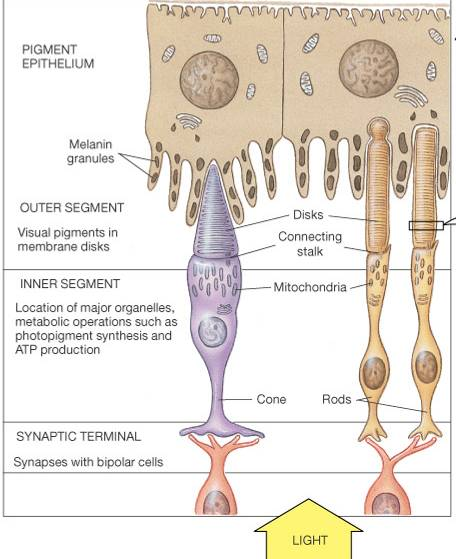 PIGMENT
EPITHELIUM
Melanin
granules
OUTER SEGMENT
Visual pigments in
membrane disks
Disks
Connecting
stalk
INNER SEGMENT
Location of major organelles,
metabolic operations such as
photopigment synthesis and
ATP production
Mitochondria
Cone
Rods
SYNAPTIC TERMINAL
Synapses with bipolar cells
LIGHT